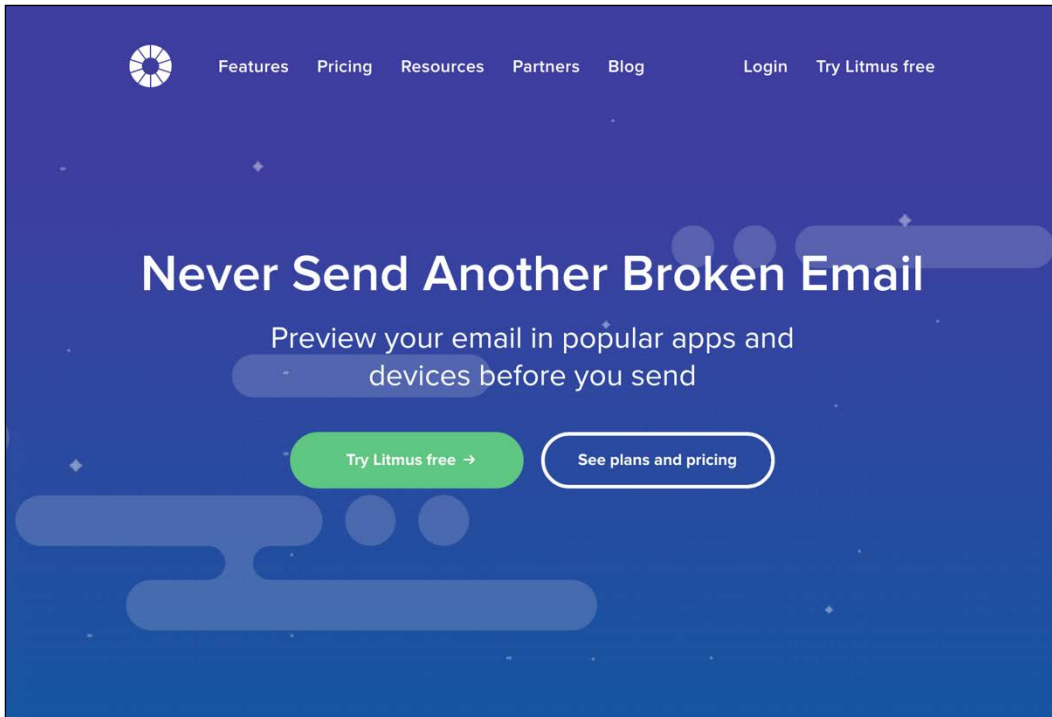 Features Pricing Resources Partners Blog Login Try Litmus free
Never Send Another Broken Email
Preview your email in popular apps and
devices before you send
Try Litmus free → See plans and pricing